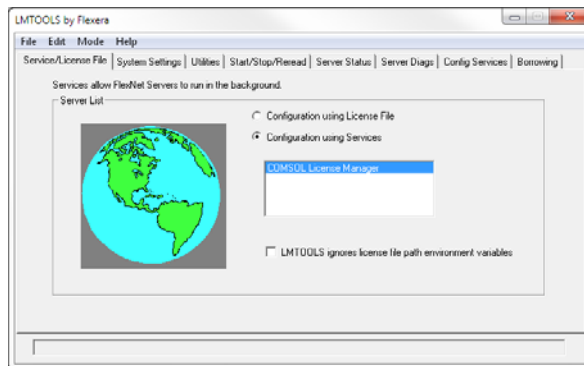 LMTOOLS by Flexera
File Edit Mode Help
Service/License File System Settings Utilities Start/Stop/Reread Server Status Server Diags Config Services Borrowing
Services allow FlexNet Servers to run in the background.
Server List
Configuration using License File
Configuration using Services
COMSOL License Manager
LMTOOLS ignores license file path environment variables